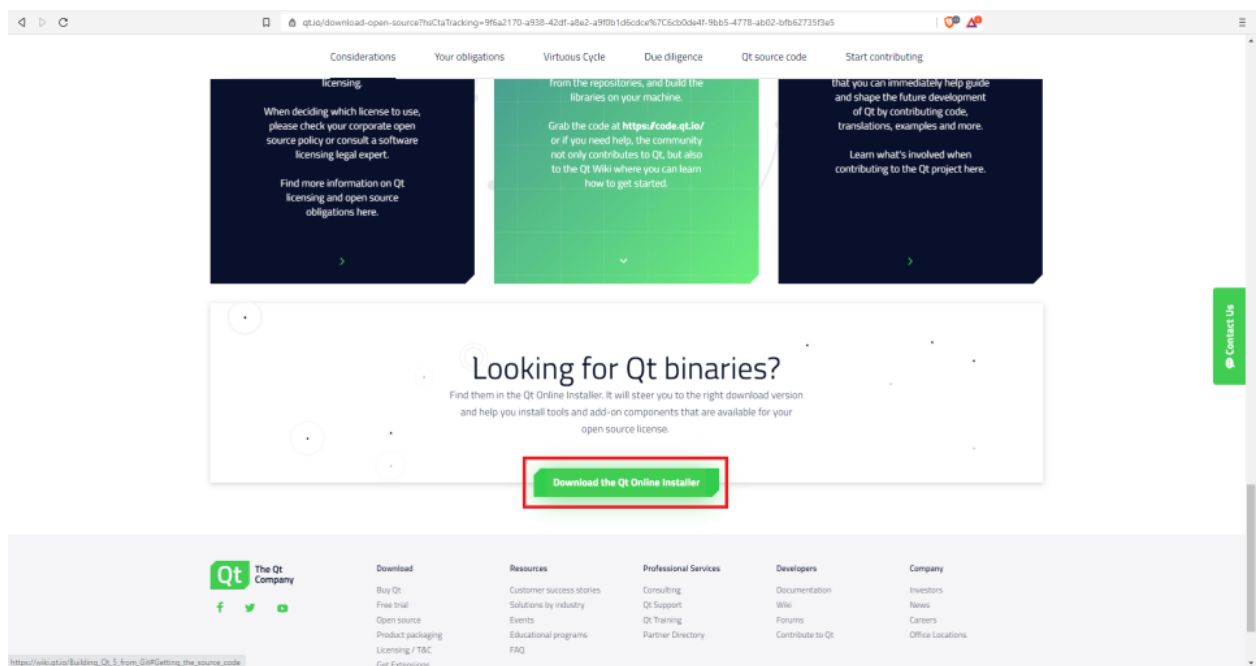 qt.io/download-open-source?hsCtaTracking=9f6a2170-a938-42df-a8e2-a9f0b1d6cdce%7C6cb0de4f-9bb5-4778-ab02-bfb62735f3e5
Considerations Your obligations Virtuous Cycle Due diligence Qt source code Start contributing
licensing.
When deciding which license to use,
please check your corporate open
source policy or consult a software
licensing legal expert.
Find more information on Qt
licensing and open source
obligations here.
from the repositories, and build the
libraries on your machine.
Grab the code at https://code.qt.io/
or if you need help, the community
not only contributes to Qt, but also
to the Qt Wiki where you can learn
how to get started.
that you can immediately help guide
and shape the future development
of Qt by contributing code,
translations, examples and more.
Learn what's involved when
contributing to the Qt project here.
Contact Us
Looking for Qt binaries?
Find them in the Qt Online Installer. It will steer you to the right download version
and help you install tools and add-on components that are available for your
open source license.
Download the Qt Online Installer
Qt The Qt
Company
Download
Buy Qt
Free trial
Open source
Product packaging
Licensing / T&C
Get Extensions
Resources
Customer success stories
Solutions by industry
Events
Educational programs
FAQ
Professional Services
Consulting
Qt Support
Qt Training
Partner Directory
Developers
Documentation
Wiki
Forums
Contribute to Qt
Company
Investors
News
Careers
Office Locations
https://wiki.qt.io/Building_Qt_5_from_Git#Getting_the_source_code